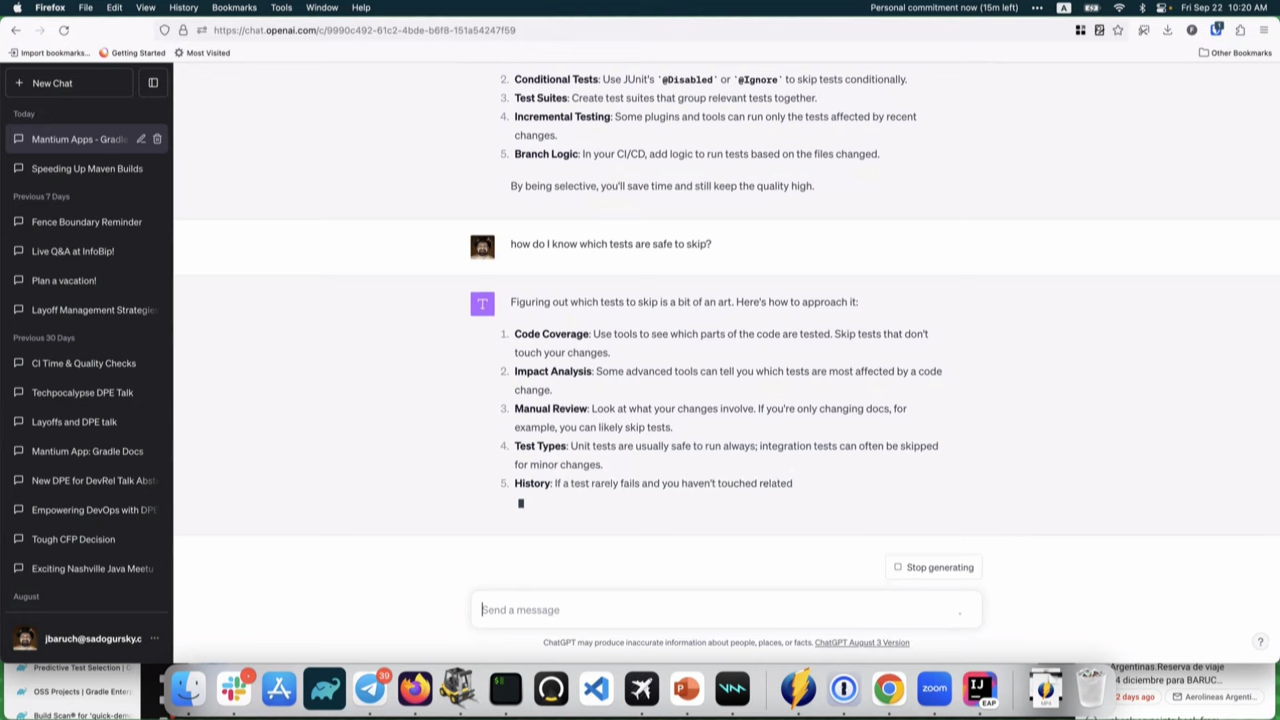 Firefox File Edit View History Bookmarks Tools Window Help Personal commitment now (15m left) ••• A Fri Sep 22 10:20 AM
https://chat.openai.com/c/9990c492-61c2-4bde-b6f8-151a54247f59
Import bookmarks... Getting Started Most Visited Other Bookmarks
New Chat
Today
Mantium Apps - Gradle
Speeding Up Maven Builds
Previous 7 Days
Fence Boundary Reminder
Live Q&A at InfoBip!
Plan a vacation!
Layoff Management Strategies
Previous 30 Days
CI Time & Quality Checks
Techpocalypse DPE Talk
Layoffs and DPE talk
Mantium App: Gradle Docs
New DPE for DevRel Talk Abst
Empowering DevOps with DPE
Tough CFP Decision
Exciting Nashville Java Meetu
August
jbaruch@sadogursky.c •••
2. Conditional Tests: Use JUnit's '@Disabled' or '@Ignore' to skip tests conditionally.
3. Test Suites: Create test suites that group relevant tests together.
4. Incremental Testing: Some plugins and tools can run only the tests affected by recent
changes.
5. Branch Logic: In your CI/CD, add logic to run tests based on the files changed.
By being selective, you'll save time and still keep the quality high.
how do I know which tests are safe to skip?
T
Figuring out which tests to skip is a bit of an art. Here's how to approach it:
1. Code Coverage: Use tools to see which parts of the code are tested. Skip tests that don't
touch your changes.
2. Impact Analysis: Some advanced tools can tell you which tests are most affected by a code
change.
3. Manual Review: Look at what your changes involve. If you're only changing docs, for
example, you can likely skip tests.
4. Test Types: Unit tests are usually safe to run always; integration tests can often be skipped
for minor changes.
5. History: If a test rarely fails and you haven't touched related
Stop generating
Send a message
ChatGPT may produce inaccurate information about people, places, or facts. ChatGPT August 3 Version
?
Predictive Test Selection | G
OSS Projects | Gradle Enterp
Build Scan® for 'quick-dem
39
zoom
IJ
EAP
Argentinas.Reserva de viaje
4 diciembre para BARUC...
2 days ago Aerolineas Argenti...